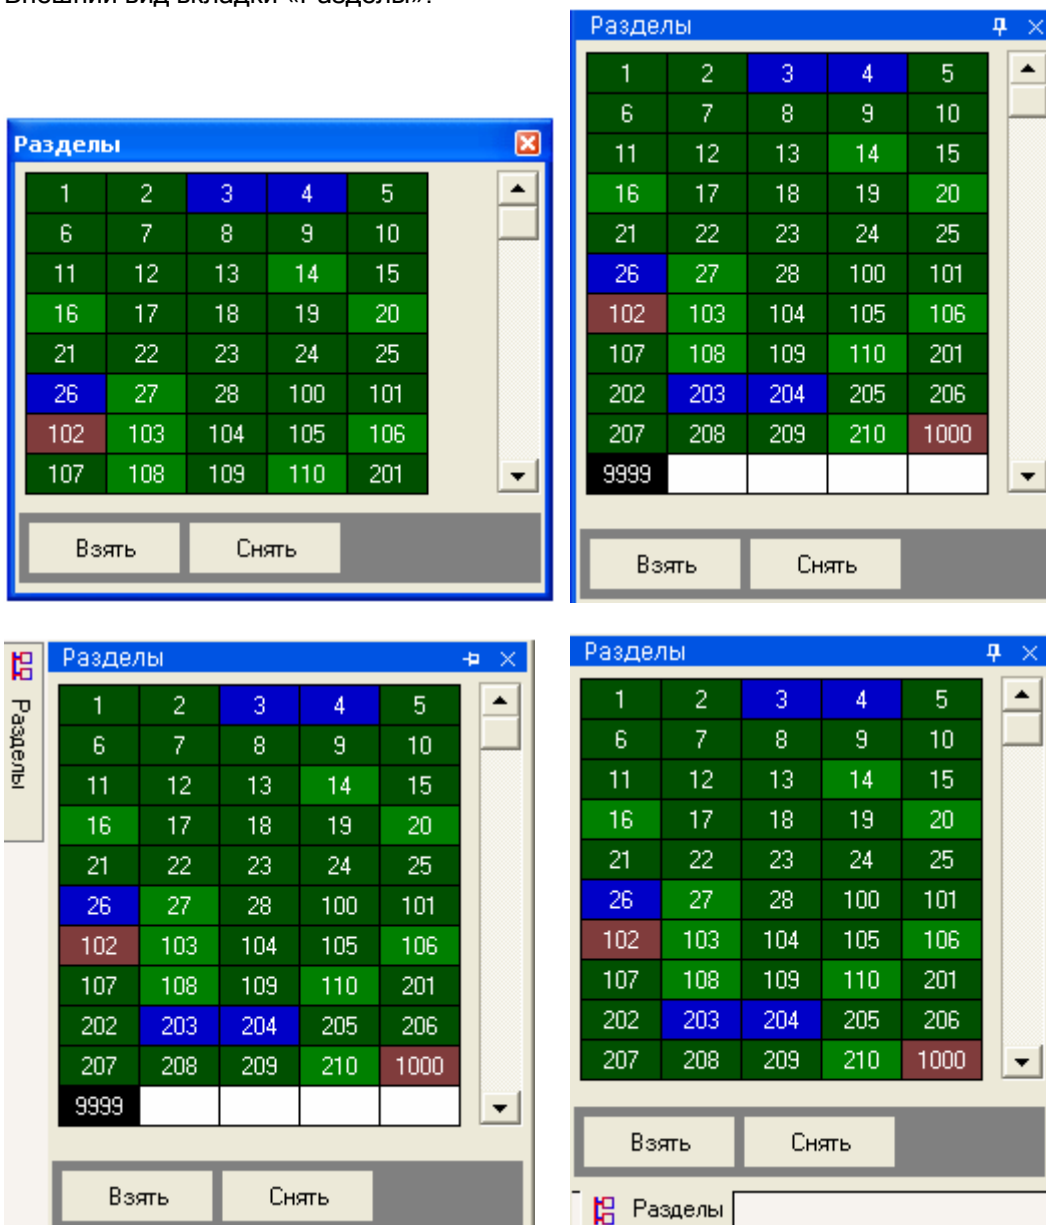 Внешний вид вкладки «Разделы»:
Разделы
1 2 3 4 5
6 7 8 9 10
11 12 13 14 15
16 17 18 19 20
21 22 23 24 25
26 27 28 100 101
102 103 104 105 106
107 108 109 110 201
Взять Снять
Разделы
1 2 3 4 5
6 7 8 9 10
11 12 13 14 15
16 17 18 19 20
21 22 23 24 25
26 27 28 100 101
102 103 104 105 106
107 108 109 110 201
202 203 204 205 206
207 208 209 210 1000
9999
Взять Снять
Разделы
Разделы
1 2 3 4 5
6 7 8 9 10
11 12 13 14 15
16 17 18 19 20
21 22 23 24 25
26 27 28 100 101
102 103 104 105 106
107 108 109 110 201
202 203 204 205 206
207 208 209 210 1000
9999
Взять Снять
Разделы
1 2 3 4 5
6 7 8 9 10
11 12 13 14 15
16 17 18 19 20
21 22 23 24 25
26 27 28 100 101
102 103 104 105 106
107 108 109 110 201
202 203 204 205 206
207 208 209 210 1000
Взять Снять
Разделы